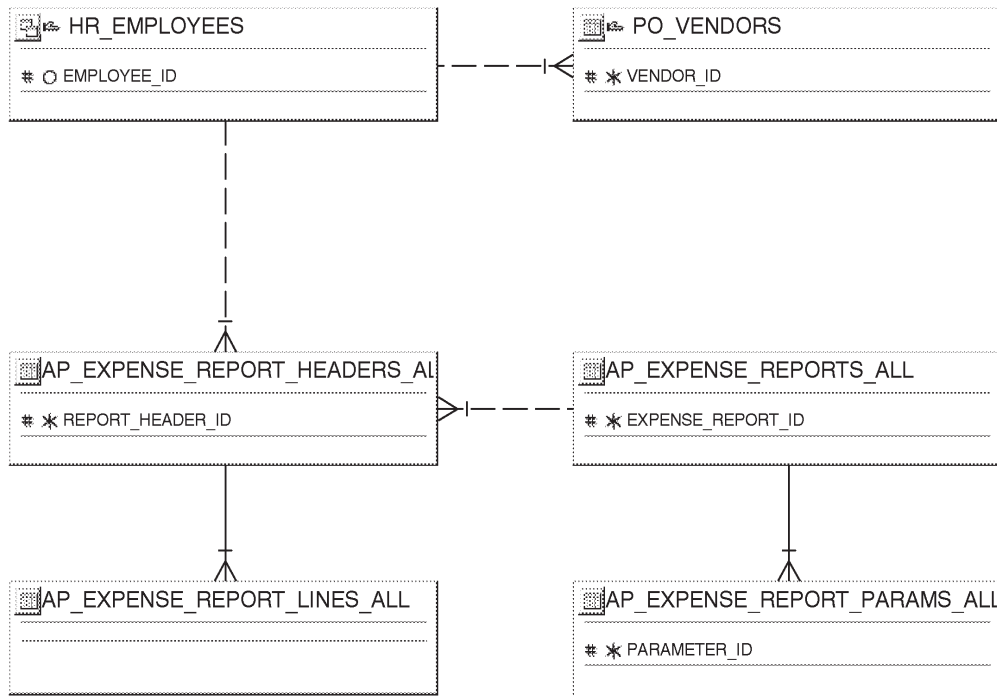 HR_EMPLOYEES
# EMPLOYEE_ID
PO_VENDORS
# * VENDOR_ID
AP_EXPENSE_REPORT_HEADERS_AL
# * REPORT_HEADER_ID
AP_EXPENSE_REPORTS_ALL
# * EXPENSE_REPORT_ID
AP_EXPENSE_REPORT_LINES_ALL
AP_EXPENSE_REPORT_PARAMS_ALL
# * PARAMETER_ID